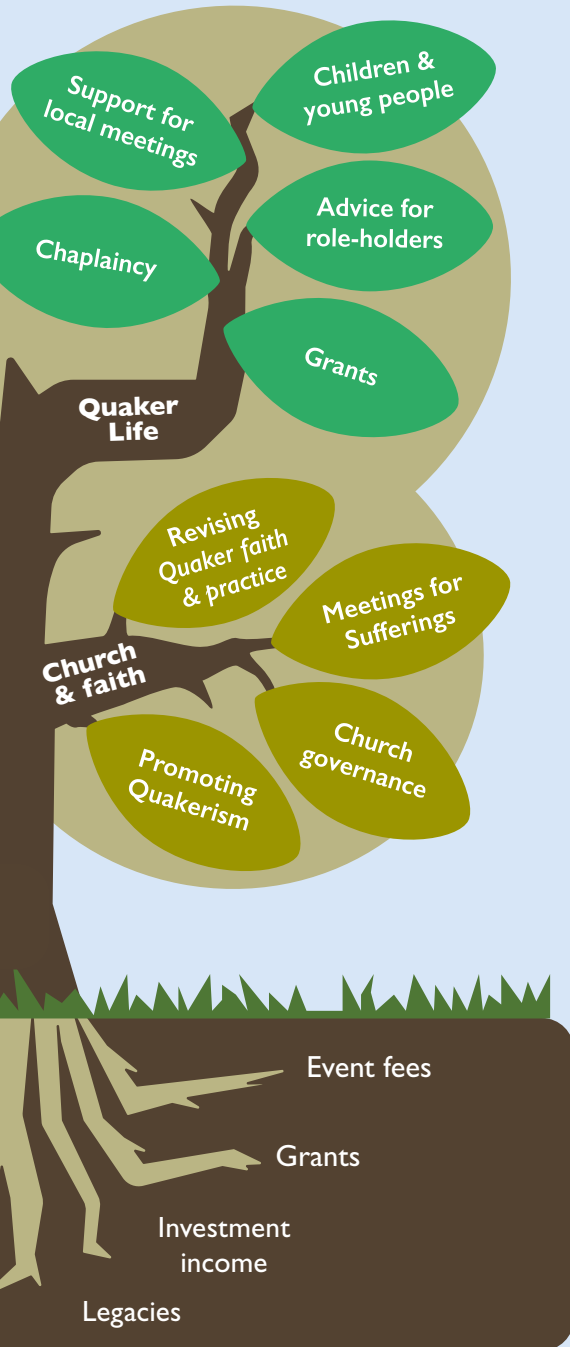 Support for
local meetings
Children &
young people
Chaplaincy
Advice for
role-holders
Grants
Quaker
Life
Revising
Quaker faith
& practice
Meetings for
Sufferings
Church
& faith
Church
governance
Promoting
Quakerism
Event fees
Grants
Investment
income
Legacies